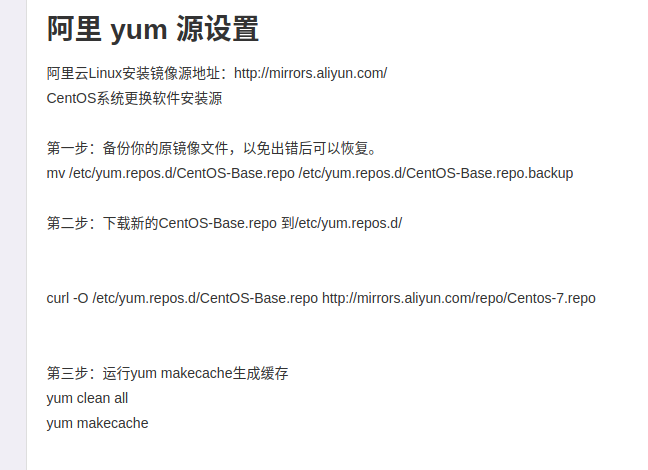 阿里 yum 源设置
阿里云Linux安装镜像源地址：http://mirrors.aliyun.com/
CentOS系统更换软件安装源
第一步：备份你的原镜像文件，以免出错后可以恢复。
mv /etc/yum.repos.d/CentOS-Base.repo /etc/yum.repos.d/CentOS-Base.repo.backup
第二步：下载新的CentOS-Base.repo 到/etc/yum.repos.d/
curl -O /etc/yum.repos.d/CentOS-Base.repo http://mirrors.aliyun.com/repo/Centos-7.repo
第三步：运行yum makecache生成缓存
yum clean all
yum makecache